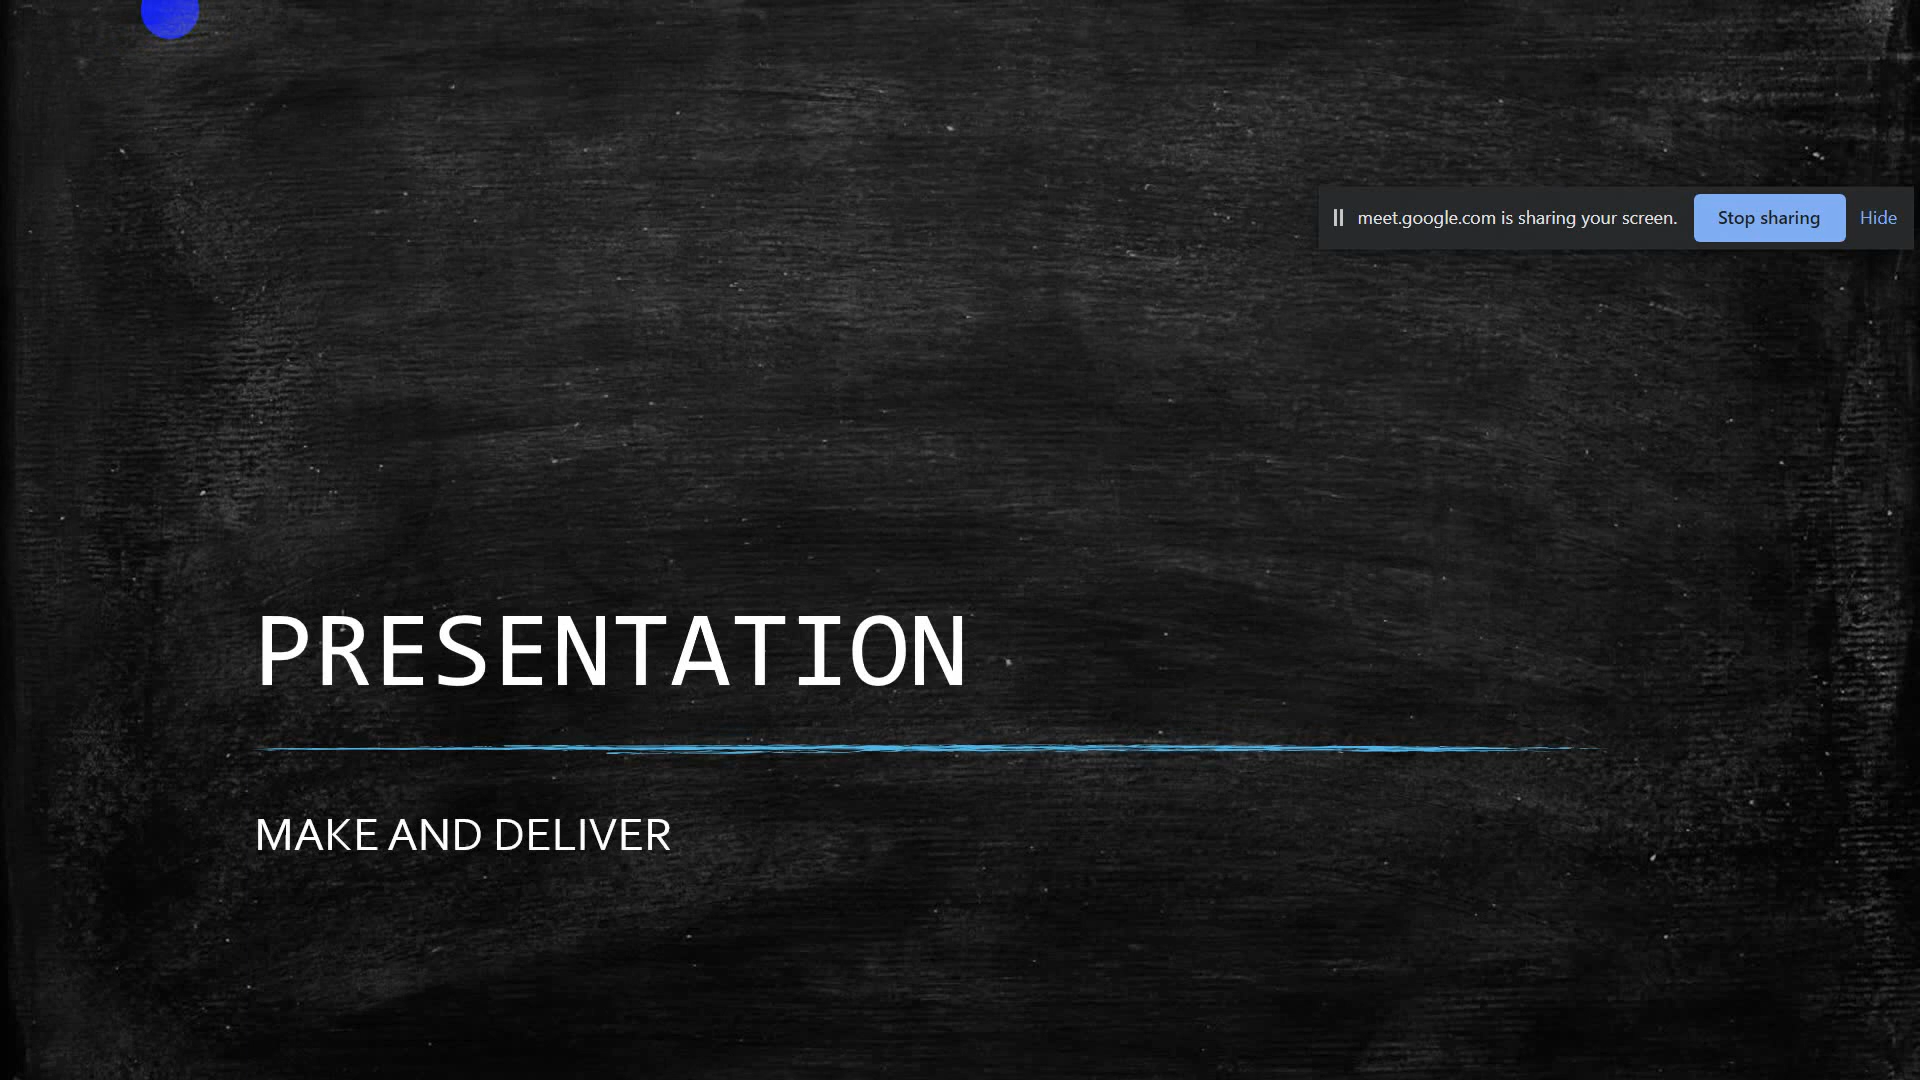 meet.google.com is sharing your screen. Stop sharing Hide
PRESENTATION
MAKE AND DELIVER